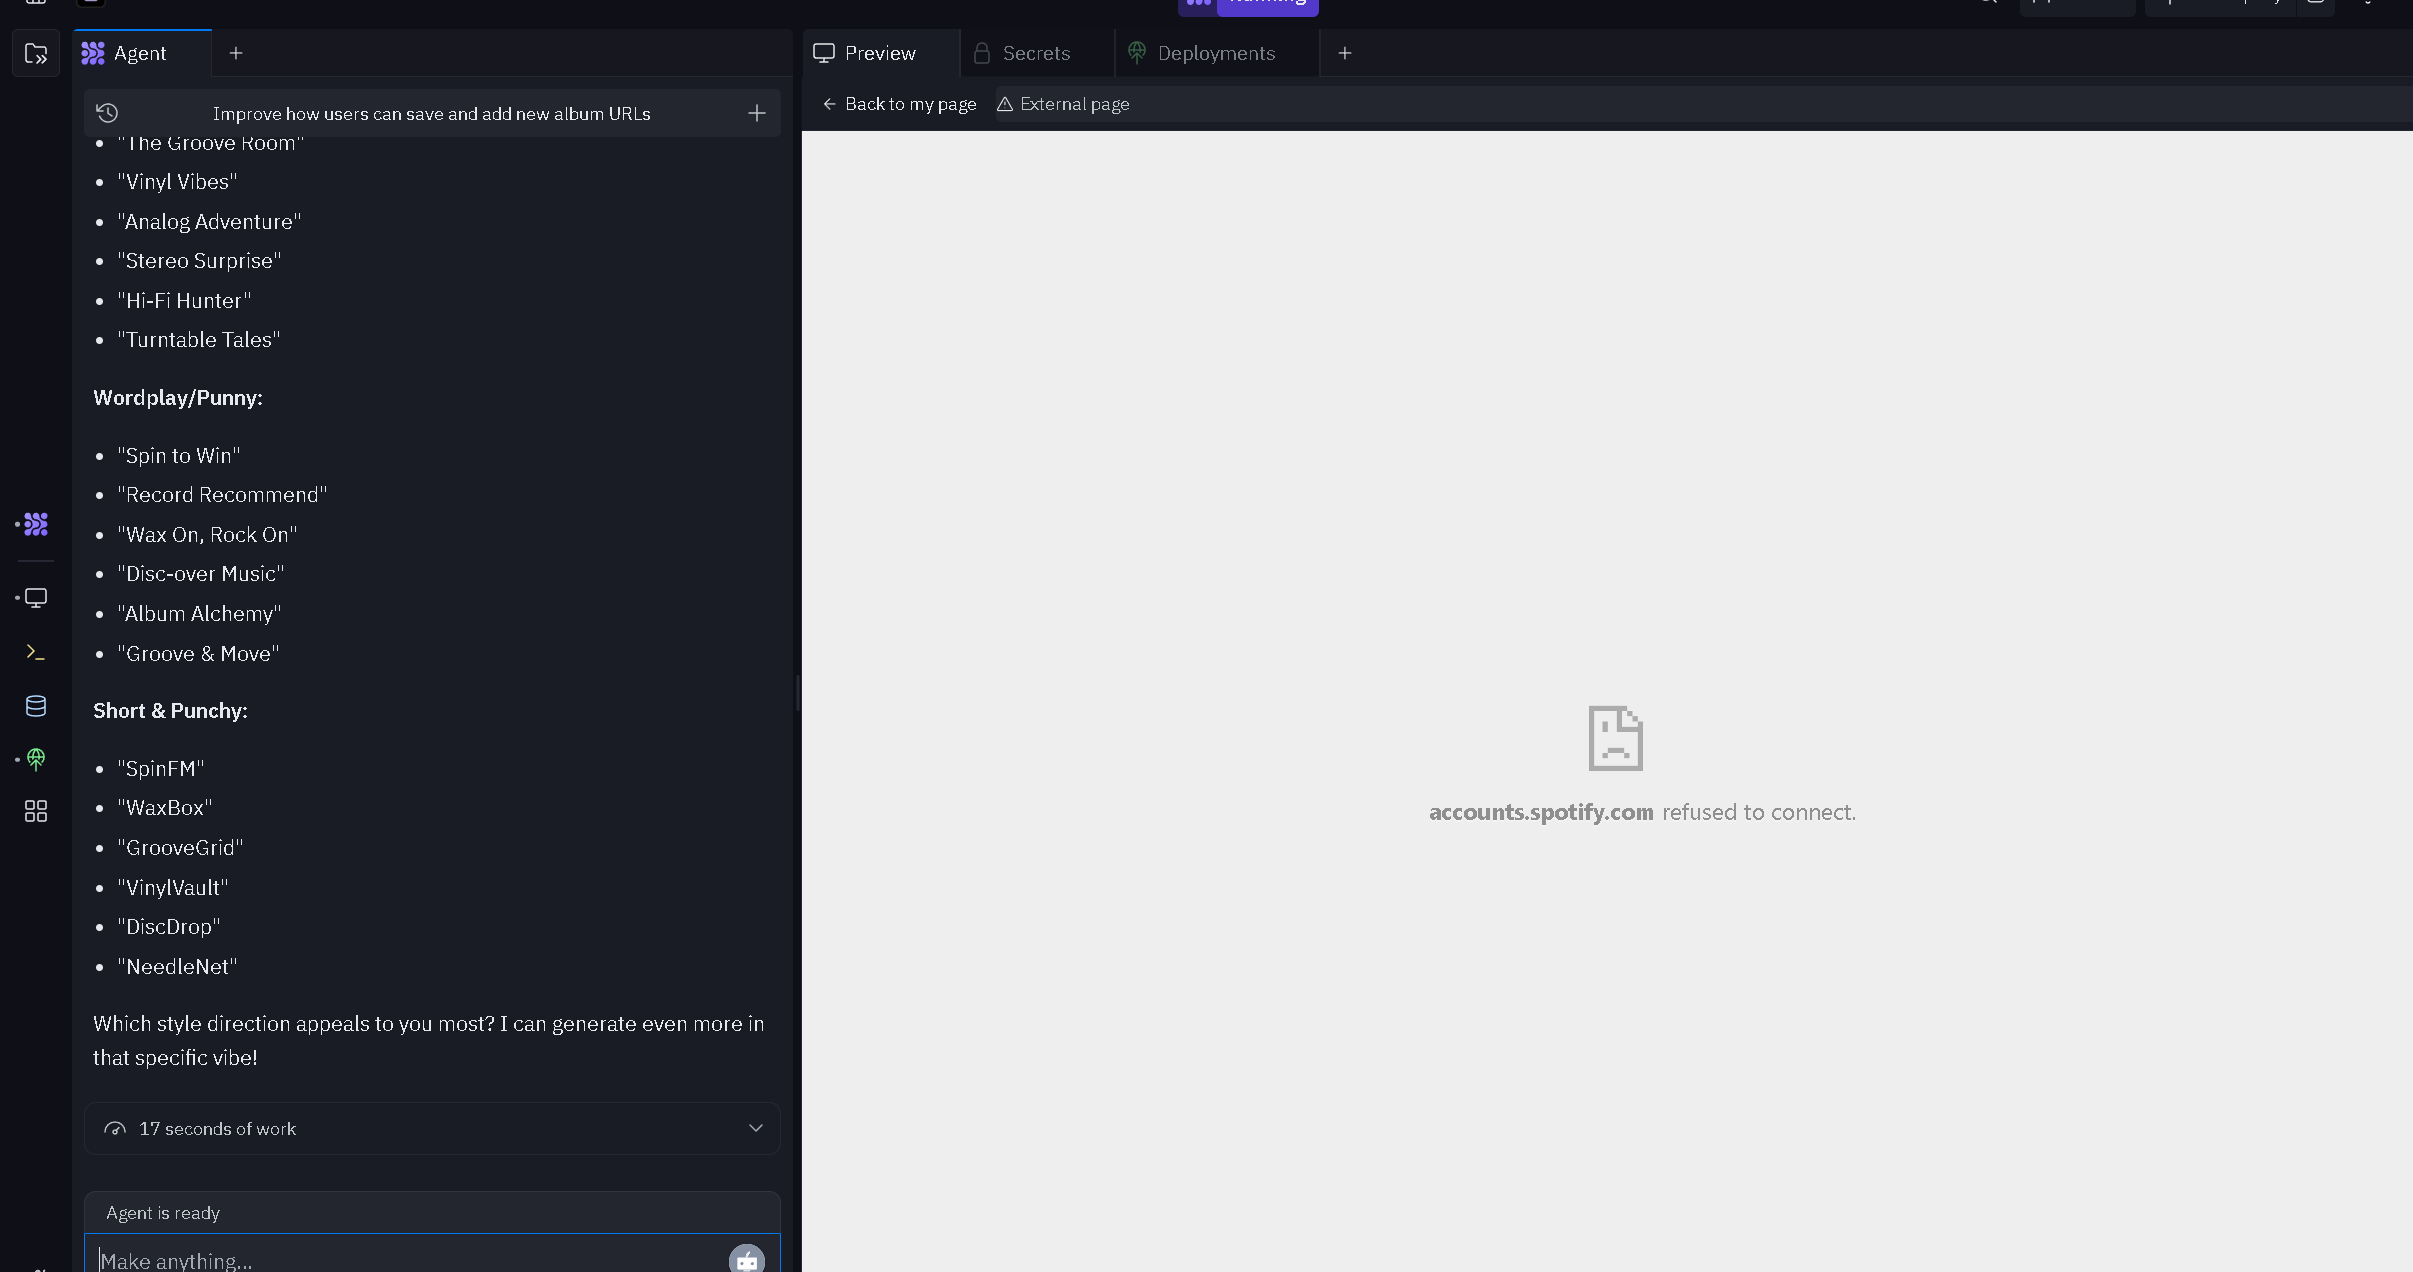 Agent
Preview
Secrets
Deployments
Back to my page
External page
Improve how users can save and add new album URLs
"The Groove Room"
"Vinyl Vibes"
"Analog Adventure"
"Stereo Surprise"
"Hi-Fi Hunter"
"Turntable Tales"
Wordplay/Punny:
"Spin to Win"
"Record Recommend"
"Wax On, Rock On"
"Disc-over Music"
"Album Alchemy"
"Groove & Move"
Short & Punchy:
"SpinFM"
"WaxBox"
"GrooveGrid"
"VinylVault"
"DiscDrop"
"NeedleNet"
Which style direction appeals to you most? I can generate even more in
that specific vibe!
17 seconds of work
Agent is ready
Make anything...
accounts.spotify.com refused to connect.